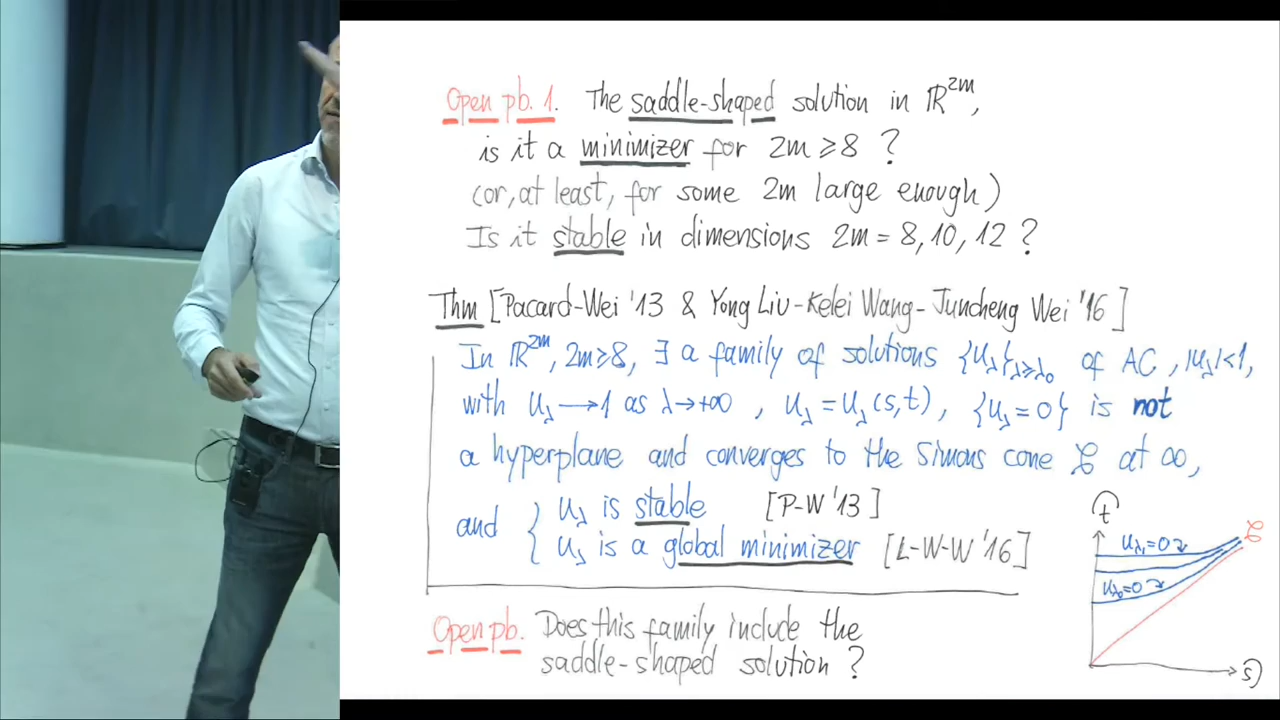 Open pb. 1. The saddle-shaped solution in ℝ²ᵐ,
is it a minimizer for 2m ≥ 8 ?
(or, at least, for some 2m large enough)
Is it stable in dimensions 2m = 8, 10, 12 ?
Thm [Pacard-Wei '13 & Yong Liu-Kelei Wang-Juncheng Wei '16]
In ℝ²ᵐ, 2m ≥ 8, ∃ a family of solutions {u_λ}_{λ≥λ₀} of AC, |u_λ|<1,
with u_λ → 1 as λ → +∞, u_λ = u_λ(s,t), {u_λ = 0} is not
a hyperplane and converges to the Simons cone 𝒞 at ∞,
and { u_λ is stable [P-W '13]
u_λ is a global minimizer [L-W-W '16]
t
𝒞
u_{λ₁}=0
u_{λ₀}=0
s
Open pb. Does this family include the
saddle-shaped solution ?